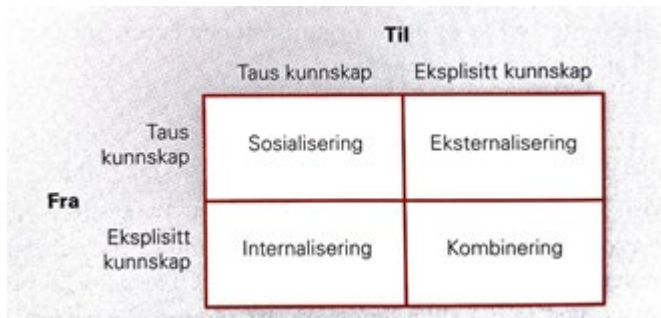 Til
Taus kunnskap Eksplisitt kunnskap
Taus
kunnskap
Sosialisering Eksternalisering
Fra
Eksplisitt
kunnskap
Internalisering Kombinering